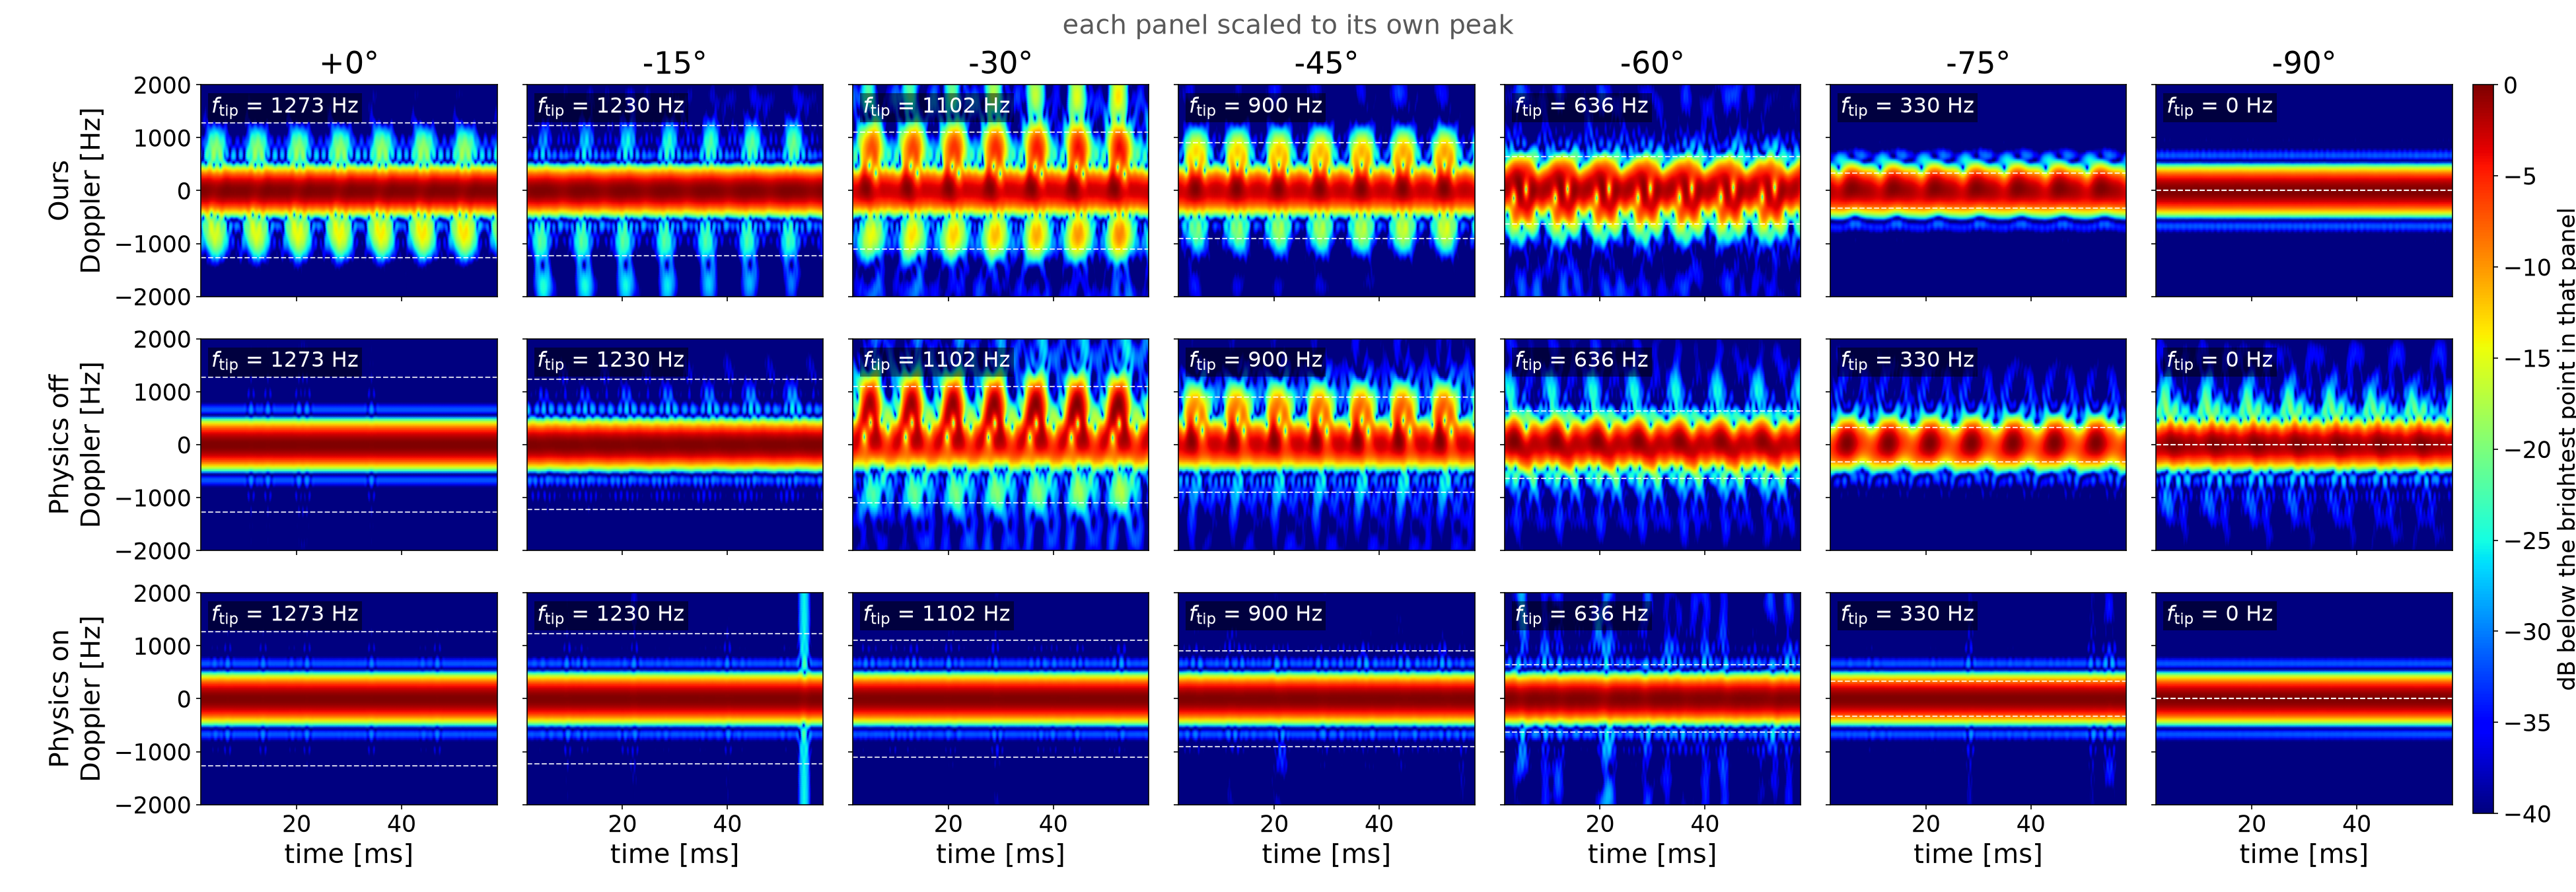 each panel scaled to its own peak
+0° -15° -30° -45° -60° -75° -90°
Ours
Doppler [Hz]
2000
1000
0
−1000
−2000
f_tip = 1273 Hz
f_tip = 1230 Hz
f_tip = 1102 Hz
f_tip = 900 Hz
f_tip = 636 Hz
f_tip = 330 Hz
f_tip = 0 Hz
Physics off
Doppler [Hz]
2000
1000
0
−1000
−2000
f_tip = 1273 Hz
f_tip = 1230 Hz
f_tip = 1102 Hz
f_tip = 900 Hz
f_tip = 636 Hz
f_tip = 330 Hz
f_tip = 0 Hz
Physics on
Doppler [Hz]
2000
1000
0
−1000
−2000
f_tip = 1273 Hz
f_tip = 1230 Hz
f_tip = 1102 Hz
f_tip = 900 Hz
f_tip = 636 Hz
f_tip = 330 Hz
f_tip = 0 Hz
20 40 20 40 20 40 20 40 20 40 20 40 20 40
time [ms] time [ms] time [ms] time [ms] time [ms] time [ms] time [ms]
0
−5
−10
−15
−20
−25
−30
−35
−40
dB below the brightest point in that panel